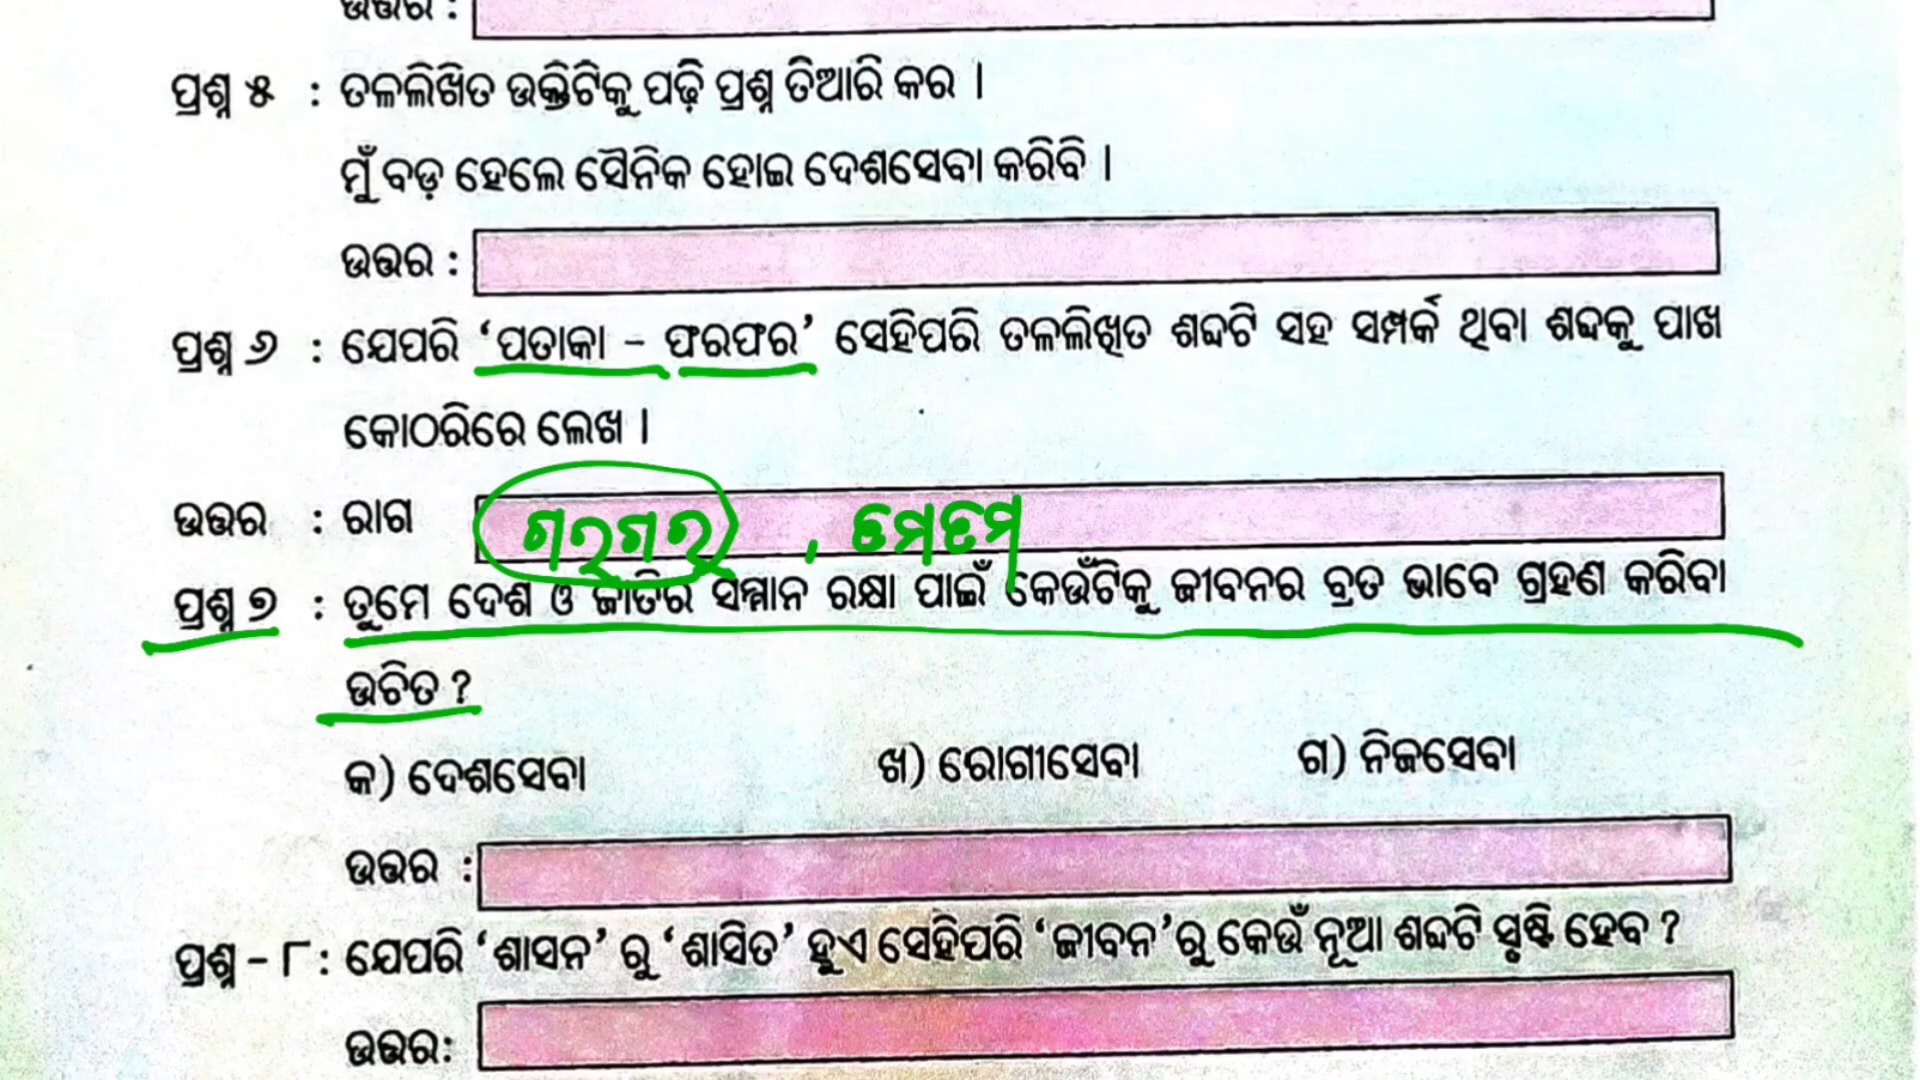 ଉତ୍ତର :
ପ୍ରଶ୍ନ ୫ : ତଳଲିଖିତ ଉକ୍ତିଟିକୁ ପଢ଼ି ପ୍ରଶ୍ନ ତିଆରି କର ।
ମୁଁ ବଡ଼ ହେଲେ ସୈନିକ ହୋଇ ଦେଶସେବା କରିବି ।
ଉତ୍ତର :
ପ୍ରଶ୍ନ ୬ : ଯେପରି ‘ପତାକା – ଫରଫର’ ସେହିପରି ତଳଲିଖିତ ଶବ୍ଦଟି ସହ ସମ୍ପର୍କ ଥିବା ଶବ୍ଦକୁ ପାଖ
କୋଠରିରେ ଲେଖ ।
ଉତ୍ତର : ରାଗ ଗରଗର ,
ପ୍ରଶ୍ନ ୭ : ତୁମେ ଦେଶ ଓ ଜାତିର ସମ୍ମାନ ରକ୍ଷା ପାଇଁ କେଉଁଟିକୁ ଜୀବନର ବ୍ରତ ଭାବେ ଗ୍ରହଣ କରିବା
ଉଚିତ ?
କ) ଦେଶସେବା ଖ) ରୋଗୀସେବା ଗ) ନିଜସେବା
ଉତ୍ତର :
ପ୍ରଶ୍ନ – ୮ : ଯେପରି ‘ଶାସନ’ ରୁ ‘ଶାସିତ’ ହୁଏ ସେହିପରି ‘ଜୀବନ’ରୁ କେଉଁ ନୂଆ ଶବ୍ଦଟି ସୃଷ୍ଟି ହେବ ?
ଉତ୍ତର: